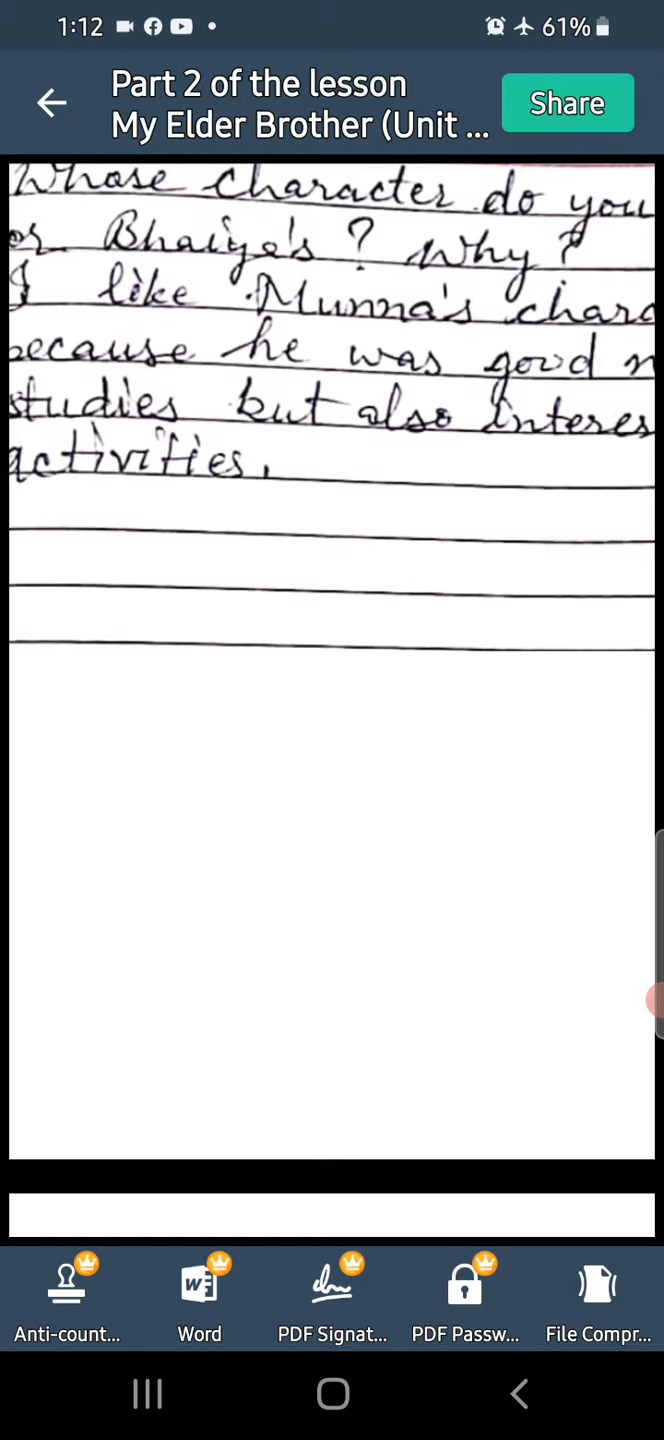 1:12 61%
Part 2 of the lesson
My Elder Brother (Unit ...
Share
Whose character do you
or Bhaiya's ? Why ?
I like Munna's charac
because he was good n
studies but also interes
activities.
Anti-count... Word PDF Signat... PDF Passw... File Compr...